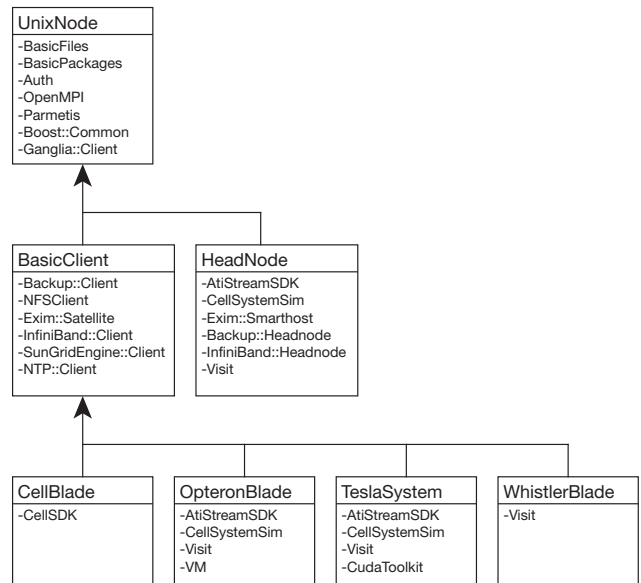 UnixNode
-BasicFiles
-BasicPackages
-Auth
-OpenMPI
-Parmetis
-Boost::Common
-Ganglia::Client
BasicClient
-Backup::Client
-NFSClient
-Exim::Satellite
-InfiniBand::Client
-SunGridEngine::Client
-NTP::Client
HeadNode
-AtiStreamSDK
-CellSystemSim
-Exim::Smarthost
-Backup::Headnode
-InfiniBand::Headnode
-Visit
CellBlade
-CellSDK
OpteronBlade
-AtiStreamSDK
-CellSystemSim
-Visit
-VM
TeslaSystem
-AtiStreamSDK
-CellSystemSim
-Visit
-CudaToolkit
WhistlerBlade
-Visit